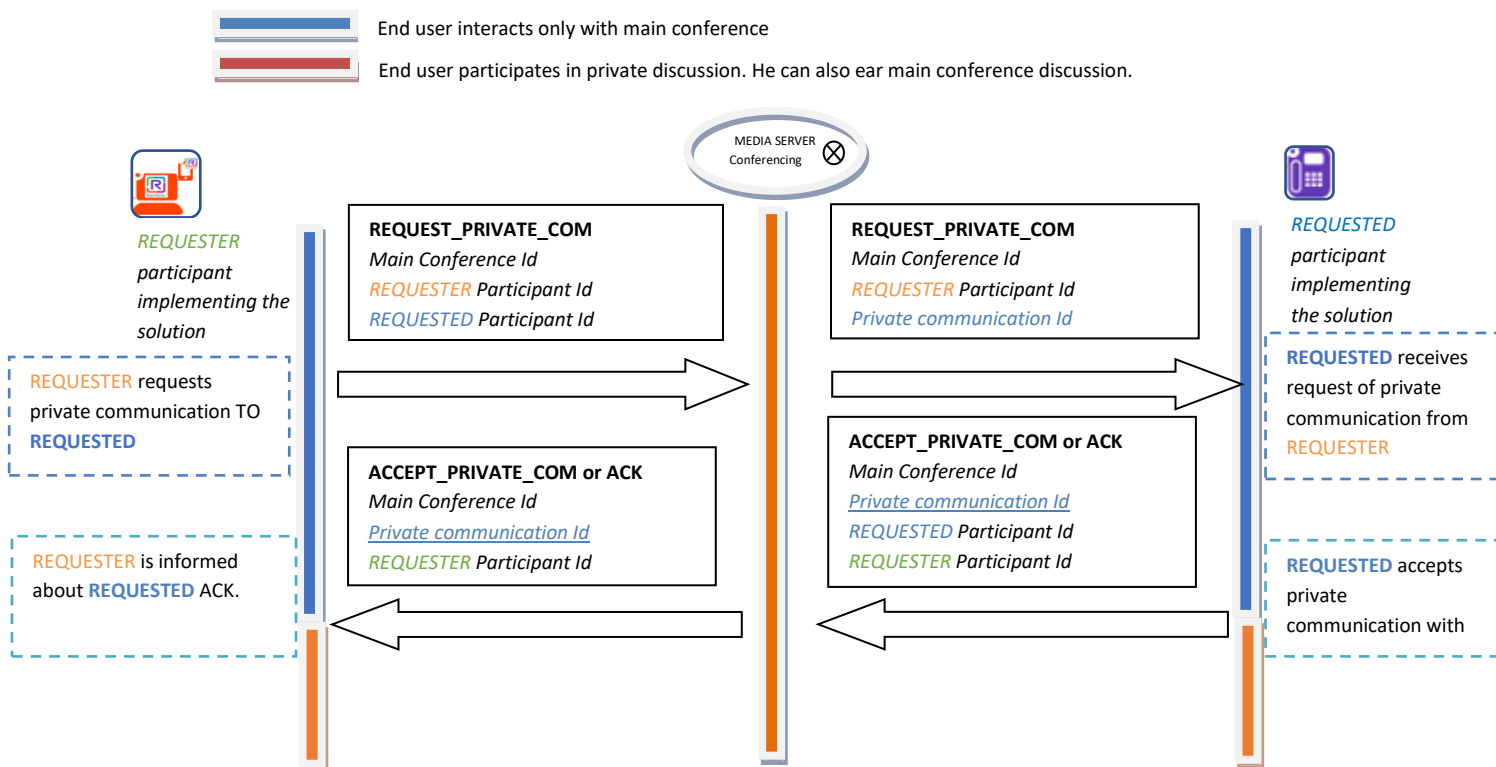 End user interacts only with main conference
End user participates in private discussion. He can also ear main conference discussion.
MEDIA SERVER
Conferencing
R
R
REQUESTER
participant
implementing the
solution
REQUEST_PRIVATE_COM
Main Conference Id
REQUESTER Participant Id
REQUESTED Participant Id
REQUEST_PRIVATE_COM
Main Conference Id
REQUESTER Participant Id
Private communication Id
REQUESTED
participant
implementing
the solution
REQUESTER requests
private communication TO
REQUESTED
REQUESTED receives
request of private
communication from
REQUESTER
ACCEPT_PRIVATE_COM or ACK
Main Conference Id
Private communication Id
REQUESTER Participant Id
ACCEPT_PRIVATE_COM or ACK
Main Conference Id
Private communication Id
REQUESTED Participant Id
REQUESTER Participant Id
REQUESTER is informed
about REQUESTED ACK.
REQUESTED accepts
private
communication with